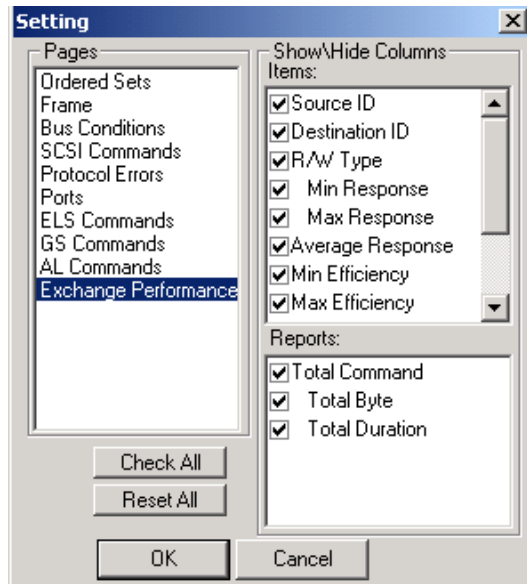 Setting
Pages
Ordered Sets
Frame
Bus Conditions
SCSI Commands
Protocol Errors
Ports
ELS Commands
GS Commands
AL Commands
Exchange Performance
Check All
Reset All
Show\Hide Columns
Items:
Source ID
Destination ID
R/W Type
Min Response
Max Response
Average Response
Min Efficiency
Max Efficiency
Reports:
Total Command
Total Byte
Total Duration
OK
Cancel